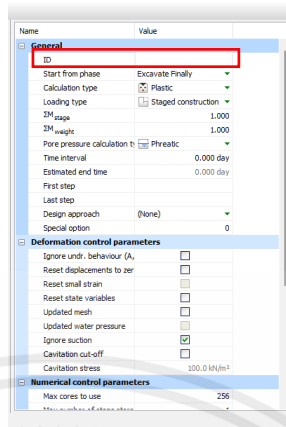 Name Value
General
ID
Start from phase Excavate Finally
Calculation type Plastic
Loading type Staged construction
ΣMstage 1.000
ΣMweight 1.000
Pore pressure calculation ty Phreatic
Time interval 0.000 day
Estimated end time 0.000 day
First step
Last step
Design approach (None)
Special option 0
Deformation control parameters
Ignore undr. behaviour (A,
Reset displacements to zer
Reset small strain
Reset state variables
Updated mesh
Updated water pressure
Ignore suction
Cavitation cut-off
Cavitation stress 100.0 kN/m²
Numerical control parameters
Max cores to use 256